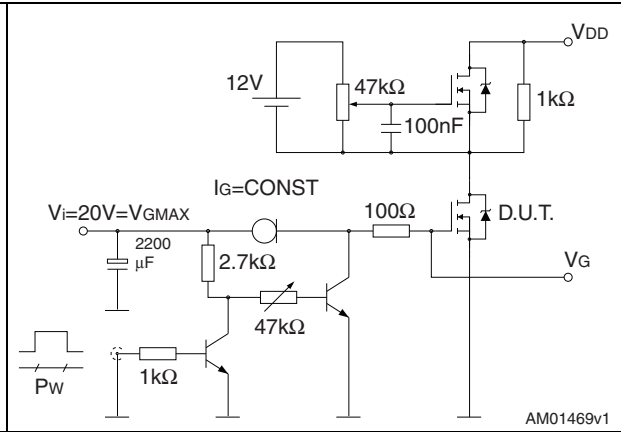 VDD
12V
47kΩ
1kΩ
100nF
IG=CONST
Vi=20V=VGMAX
100Ω
D.U.T.
2200
μF
2.7kΩ
VG
47kΩ
1kΩ
PW
AM01469v1